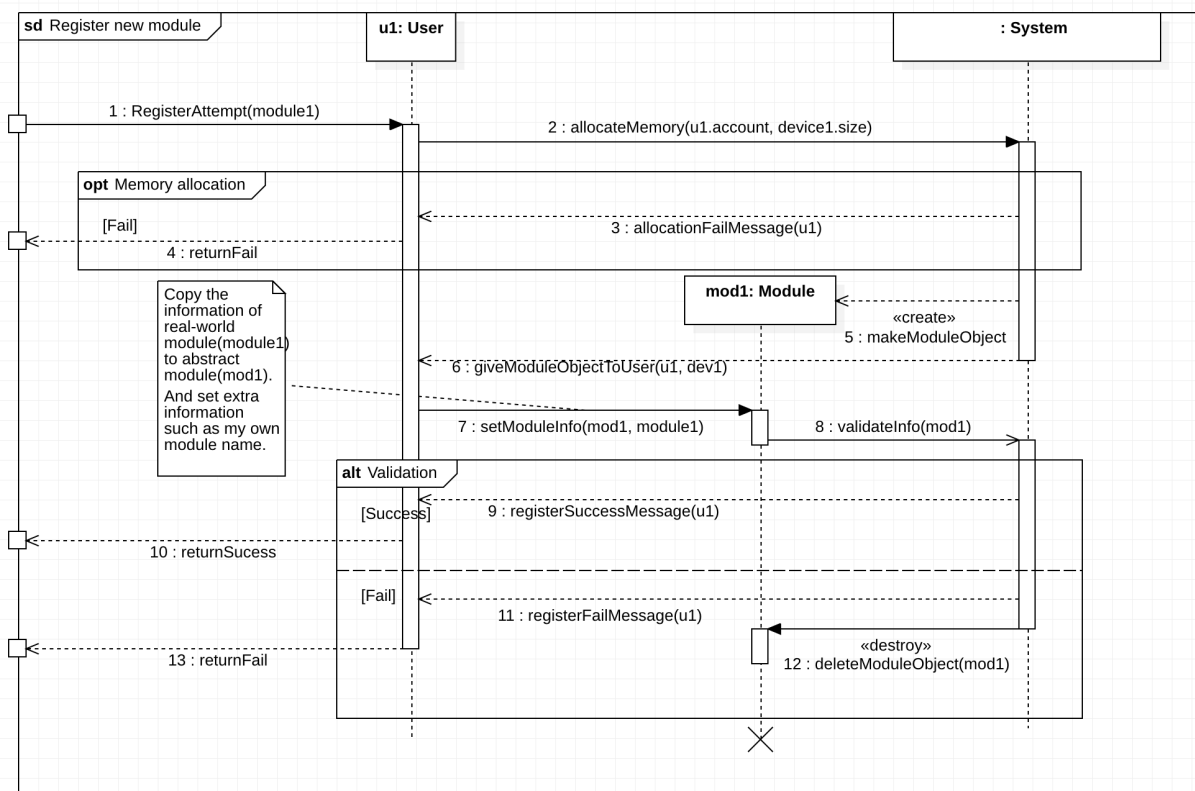 sd Register new module
u1: User
: System
1 : RegisterAttempt(module1)
2 : allocateMemory(u1.account, device1.size)
opt Memory allocation
[Fail]
3 : allocationFailMessage(u1)
4 : returnFail
Copy the
information of
real-world
module(module1)
to abstract
module(mod1).
And set extra
information
such as my own
module name.
mod1: Module
«create»
5 : makeModuleObject
6 : giveModuleObjectToUser(u1, dev1)
7 : setModuleInfo(mod1, module1)
8 : validateInfo(mod1)
alt Validation
[Success]
9 : registerSuccessMessage(u1)
10 : returnSucess
[Fail]
11 : registerFailMessage(u1)
«destroy»
12 : deleteModuleObject(mod1)
13 : returnFail